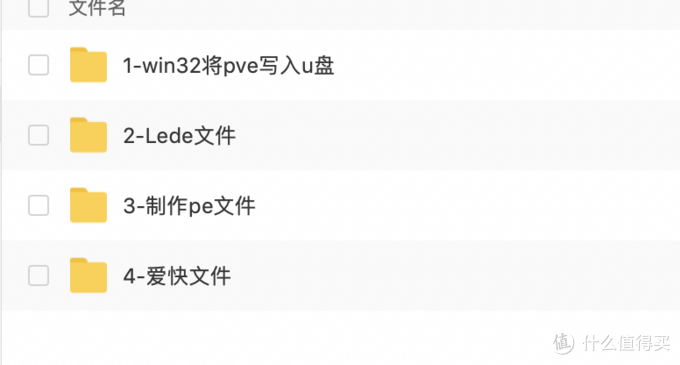 文件名
1-win32将pve写入u盘
2-Lede文件
3-制作pe文件
4-爱快文件
值 什么值得买